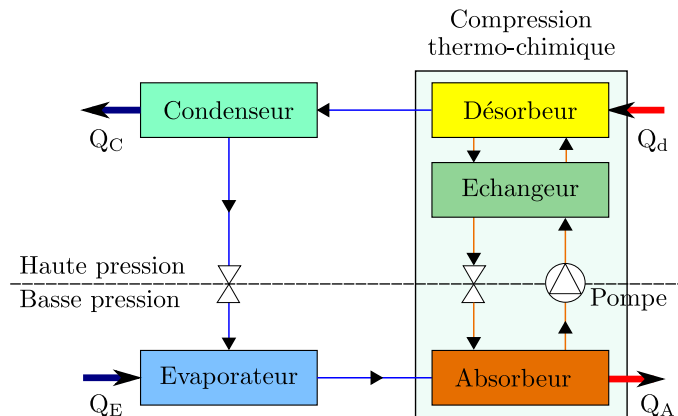 Compression
thermo-chimique
Condenseur
Désorbeur
Q_C
Q_d
Echangeur
Haute pression
Basse pression
Pompe
Evaporateur
Absorbeur
Q_E
Q_A